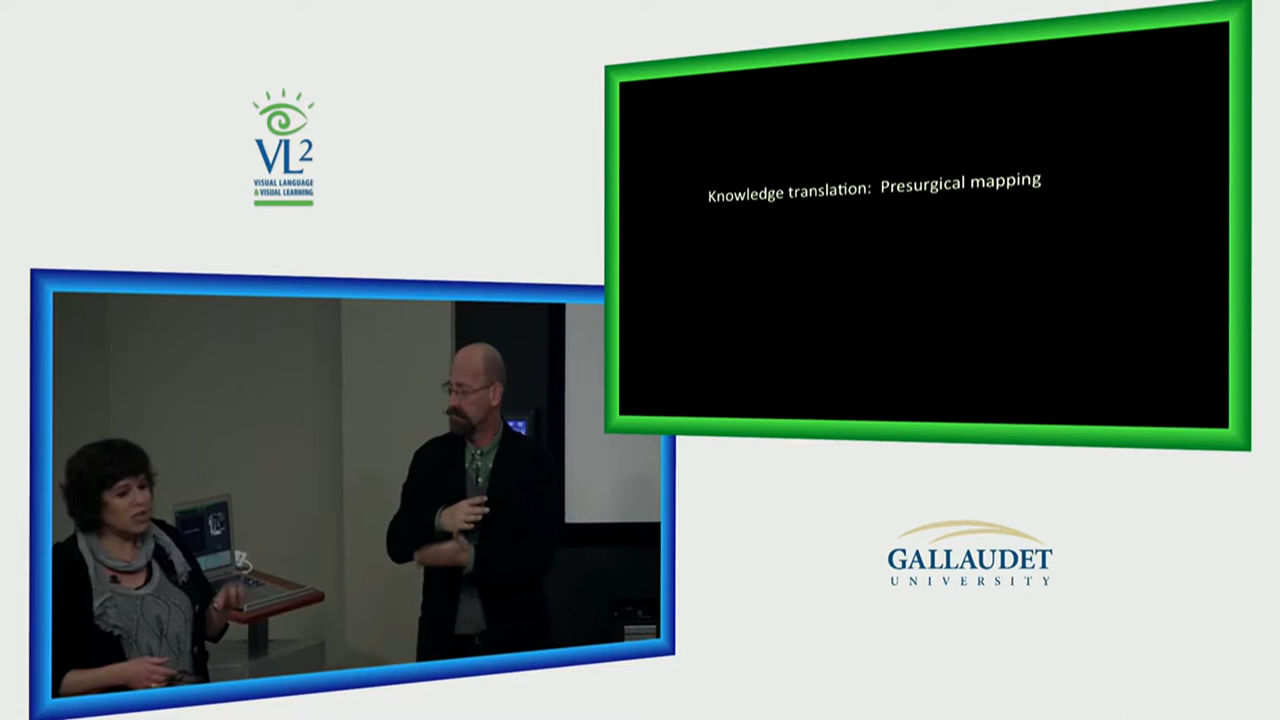 VL2
VISUAL LANGUAGE
& VISUAL LEARNING
Knowledge translation: Presurgical mapping
GALLAUDET
UNIVERSITY